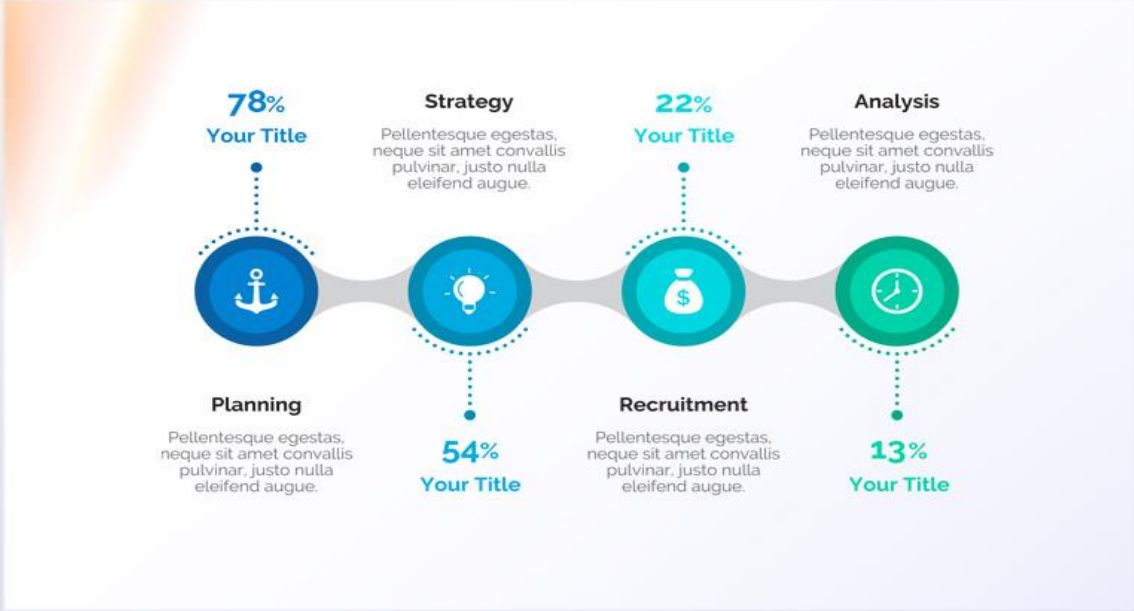 78%
Your Title
Strategy
Pellentesque egestas,
neque sit amet convallis
pulvinar, justo nulla
eleifend augue.
22%
Your Title
Analysis
Pellentesque egestas,
neque sit amet convallis
pulvinar, justo nulla
eleifend augue.
$
Planning
Pellentesque egestas,
neque sit amet convallis
pulvinar, justo nulla
eleifend augue.
54%
Your Title
Recruitment
Pellentesque egestas,
neque sit amet convallis
pulvinar, justo nulla
eleifend augue.
13%
Your Title